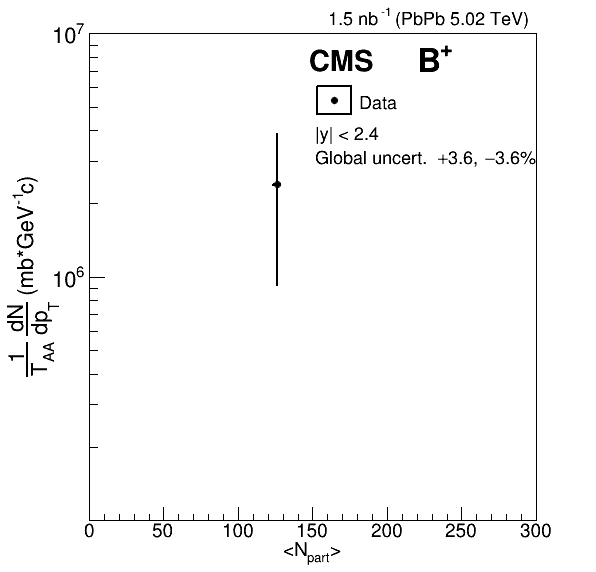 1.5 nb⁻¹ (PbPb 5.02 TeV)
CMS B⁺
Data
|y| < 2.4
Global uncert. +3.6, −3.6%
10⁷
10⁶
1/T_AA dN/dp_T (mb*GeV⁻¹c)
0 50 100 150 200 250 300
<N_part>